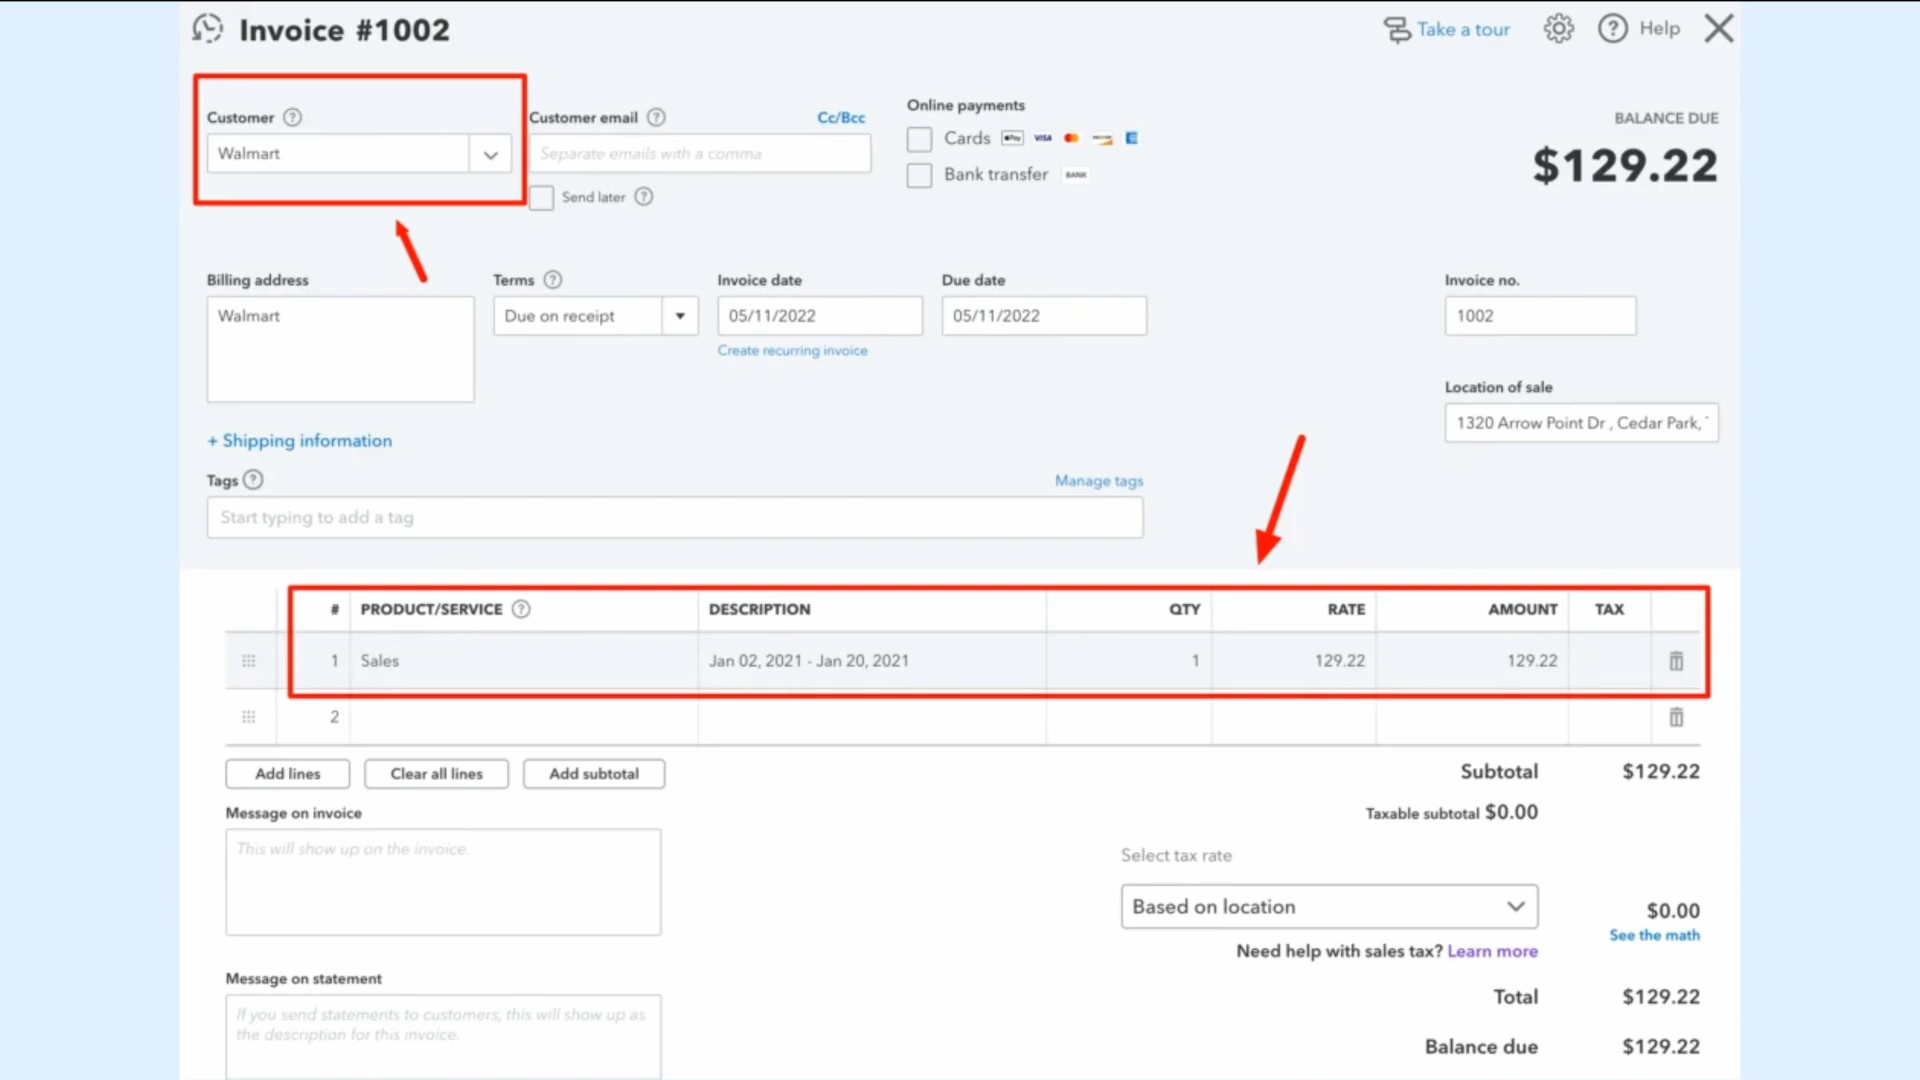 Invoice #1002
Take a tour
Help
Customer
Customer email
Cc/Bcc
Online payments
BALANCE DUE
Walmart
Separate emails with a comma
Cards
Pay VISA
Bank transfer BANK
$129.22
Send later
Billing address
Terms
Invoice date
Due date
Invoice no.
Walmart
Due on receipt
05/11/2022
05/11/2022
1002
Create recurring invoice
Location of sale
1320 Arrow Point Dr , Cedar Park,
+ Shipping information
Tags
Manage tags
Start typing to add a tag
# PRODUCT/SERVICE DESCRIPTION QTY RATE AMOUNT TAX
1 Sales Jan 02, 2021 - Jan 20, 2021 1 129.22 129.22
2
Add lines
Clear all lines
Add subtotal
Subtotal $129.22
Message on invoice
Taxable subtotal $0.00
This will show up on the invoice.
Select tax rate
Based on location
$0.00
See the math
Need help with sales tax? Learn more
Message on statement
Total $129.22
If you send statements to customers, this will show up as
the description for this invoice.
Balance due $129.22